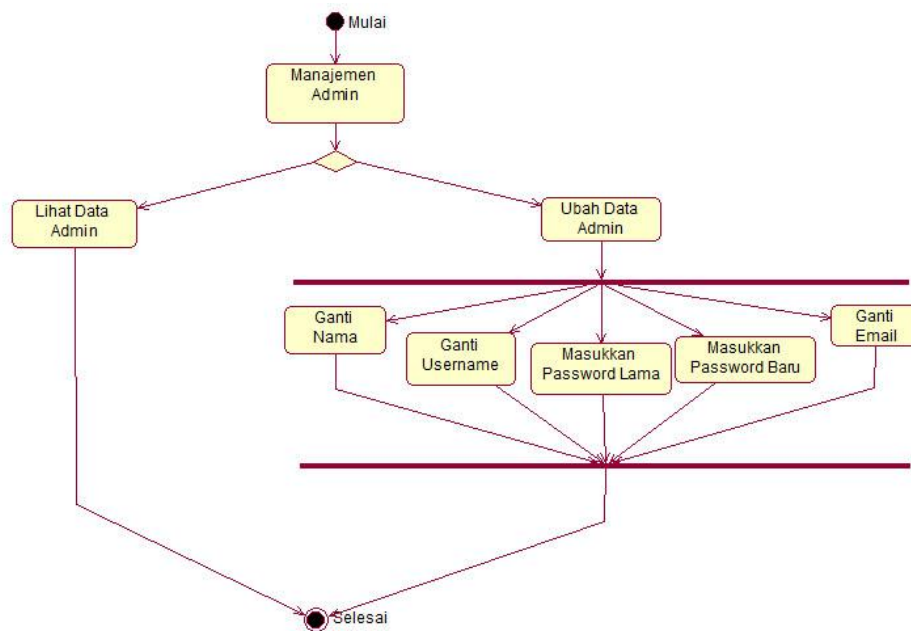 Mulai
Manajemen
Admin
Lihat Data
Admin
Ubah Data
Admin
Ganti
Nama
Ganti
Username
Masukkan
Password Lama
Masukkan
Password Baru
Ganti
Email
Selesai